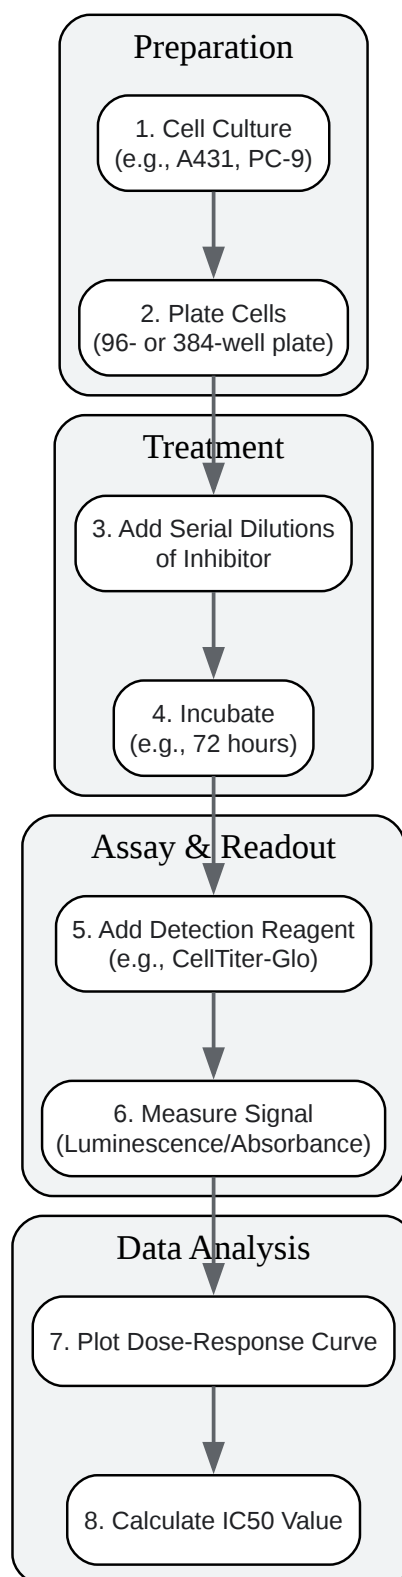 Preparation
1. Cell Culture
(e.g., A431, PC-9)
2. Plate Cells
(96- or 384-well plate)
Treatment
3. Add Serial Dilutions
of Inhibitor
4. Incubate
(e.g., 72 hours)
Assay & Readout
5. Add Detection Reagent
(e.g., CellTiter-Glo)
6. Measure Signal
(Luminescence/Absorbance)
Data Analysis
7. Plot Dose-Response Curve
8. Calculate IC50 Value